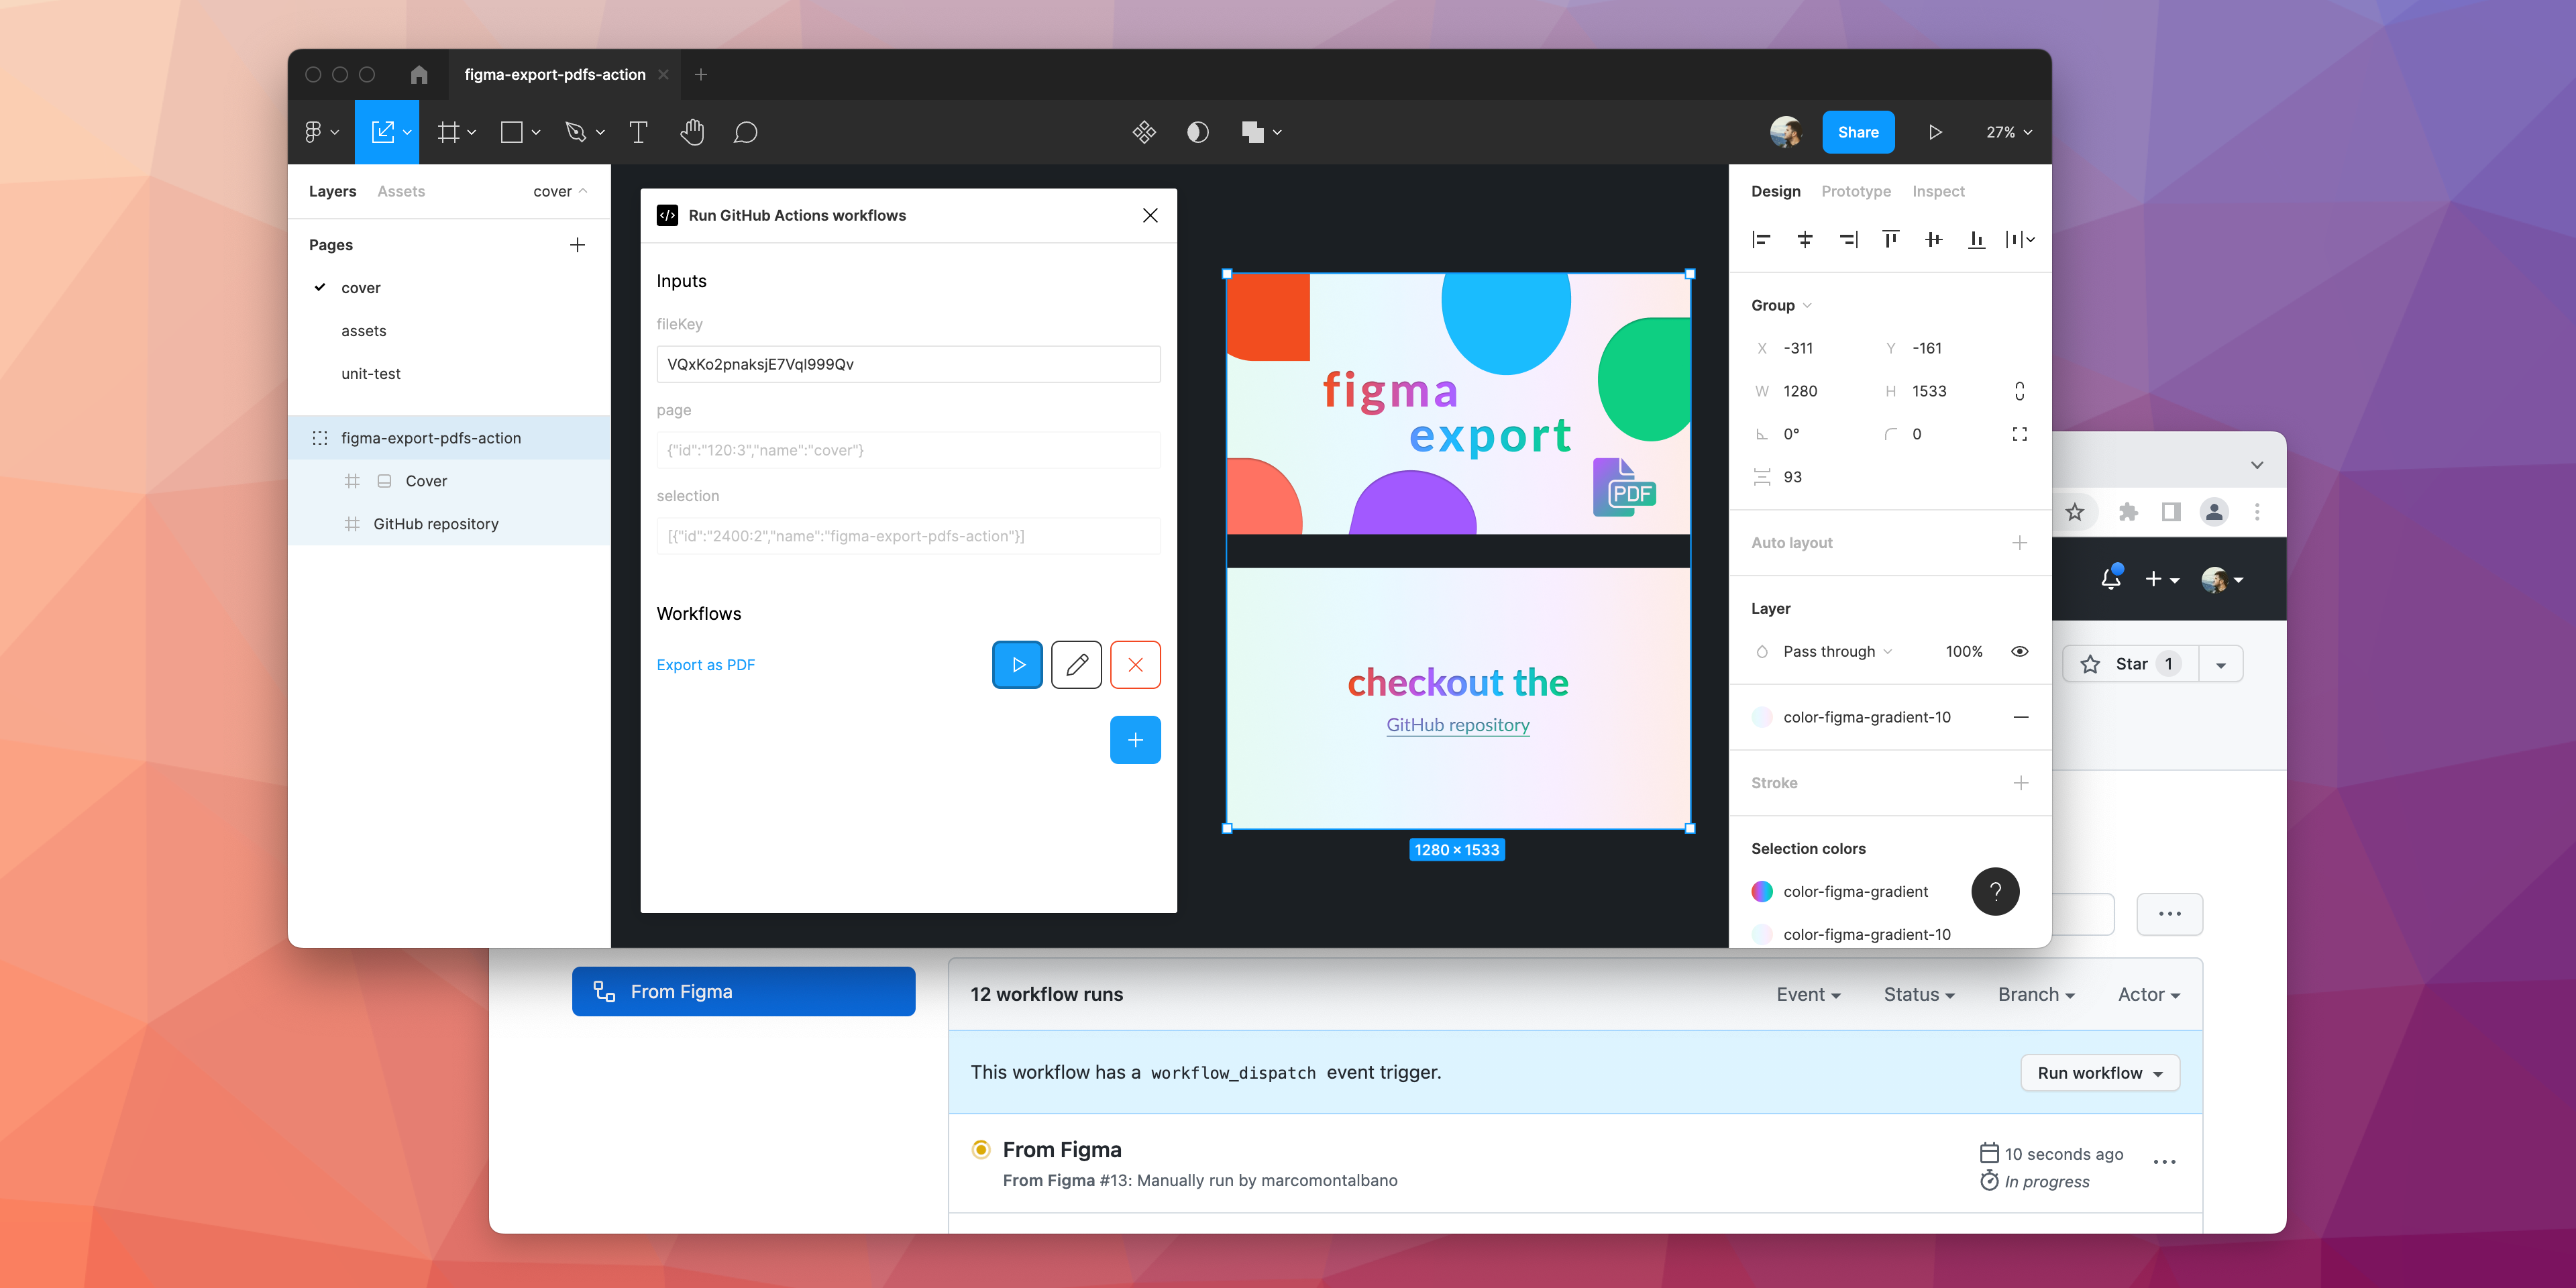 figma-export-pdfs-action
Share
27%
Layers
Assets
cover
Pages
cover
assets
unit-test
figma-export-pdfs-action
Cover
GitHub repository
Run GitHub Actions workflows
Inputs
fileKey
VQxKo2pnaksjE7Vql999Qv
page
{"id":"120:3","name":"cover"}
selection
[{"id":"2400:2","name":"figma-export-pdfs-action"}]
Workflows
Export as PDF
figma
export
PDF
checkout the
GitHub repository
1280 × 1533
Design
Prototype
Inspect
Group
X -311
Y -161
W 1280
H 1533
0°
0
93
Auto layout
Layer
Pass through
100%
color-figma-gradient-10
Stroke
Selection colors
color-figma-gradient
?
color-figma-gradient-10
Star 1
From Figma
12 workflow runs
Event
Status
Branch
Actor
This workflow has a workflow_dispatch event trigger.
Run workflow
From Figma
From Figma #13: Manually run by marcomontalbano
10 seconds ago
In progress